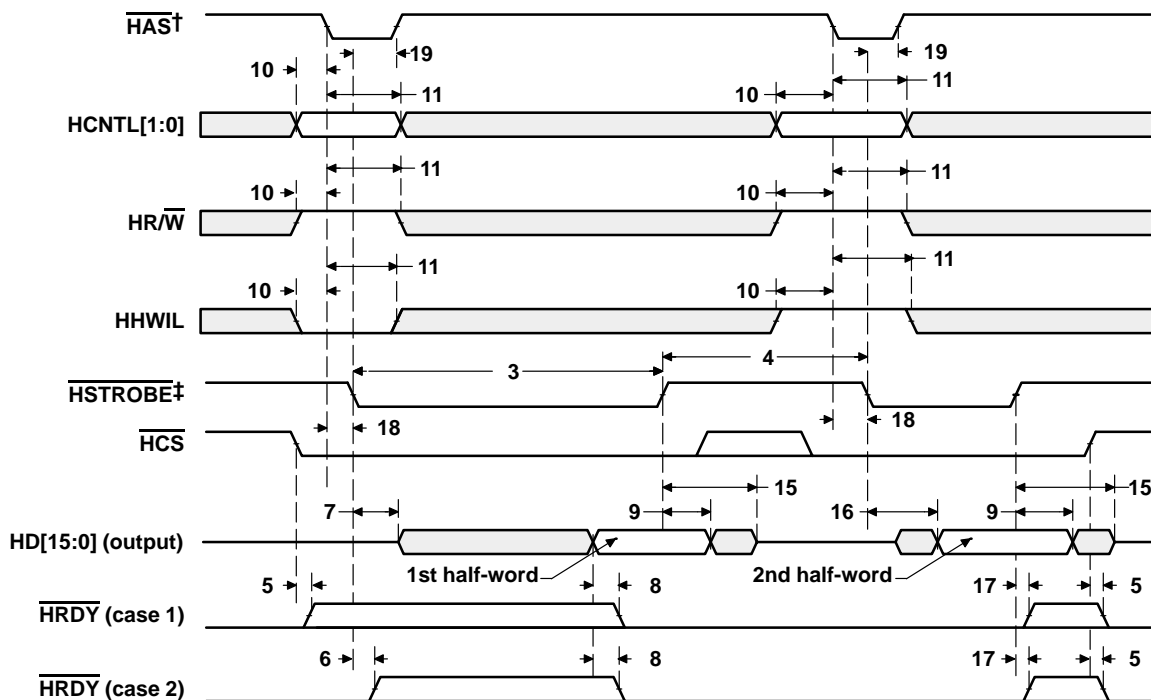 HAS†
19
19
10
11
10
11
HCNTL[1:0]
11
11
10
10
HR/W
11
11
10
10
HHWIL
3
4
HSTROBE‡
18
18
HCS
15
15
7
9
16
9
HD[15:0] (output)
1st half-word
2nd half-word
5
8
17
5
HRDY (case 1)
6
8
17
5
HRDY (case 2)